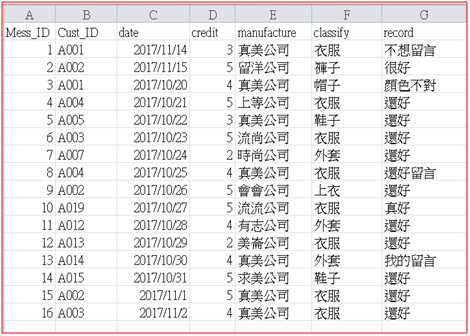 A B C D E F G
Mess_ID Cust_ID date credit manufacture classify record
1 A001 2017/11/14 3 真美公司 衣服 不想留言
2 A002 2017/11/15 5 留洋公司 褲子 很好
3 A001 2017/10/20 4 真美公司 帽子 顏色不對
4 A004 2017/10/21 5 上等公司 衣服 還好
5 A005 2017/10/22 3 真美公司 鞋子 還好
6 A003 2017/10/23 5 流尚公司 衣服 還好
7 A007 2017/10/24 2 時尚公司 外套 還好
8 A004 2017/10/25 4 真美公司 衣服 還好留言
9 A002 2017/10/26 5 會會公司 上衣 還好
10 A019 2017/10/27 5 流流公司 衣服 真好
11 A012 2017/10/28 4 有志公司 外套 還好
12 A013 2017/10/29 2 美崙公司 衣服 還好
13 A014 2017/10/30 4 真美公司 外套 我的留言
14 A015 2017/10/31 5 求美公司 鞋子 還好
15 A002 2017/11/1 5 真美公司 衣服 還好
16 A003 2017/11/2 4 真美公司 衣服 還好